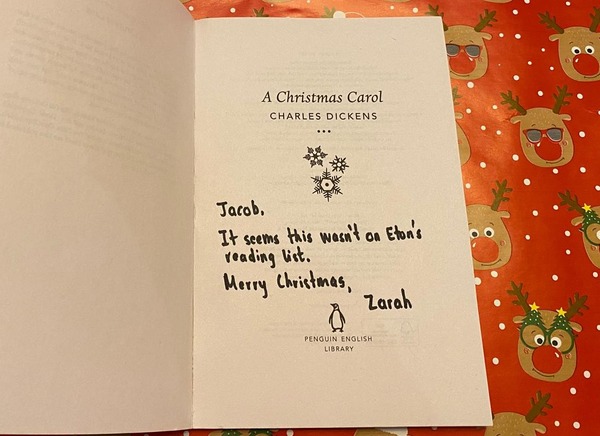 A Christmas Carol
CHARLES DICKENS
Jacob,
It seems this wasn't on Eton's
reading list.
Merry Christmas,
Zarah
PENGUIN ENGLISH
LIBRARY